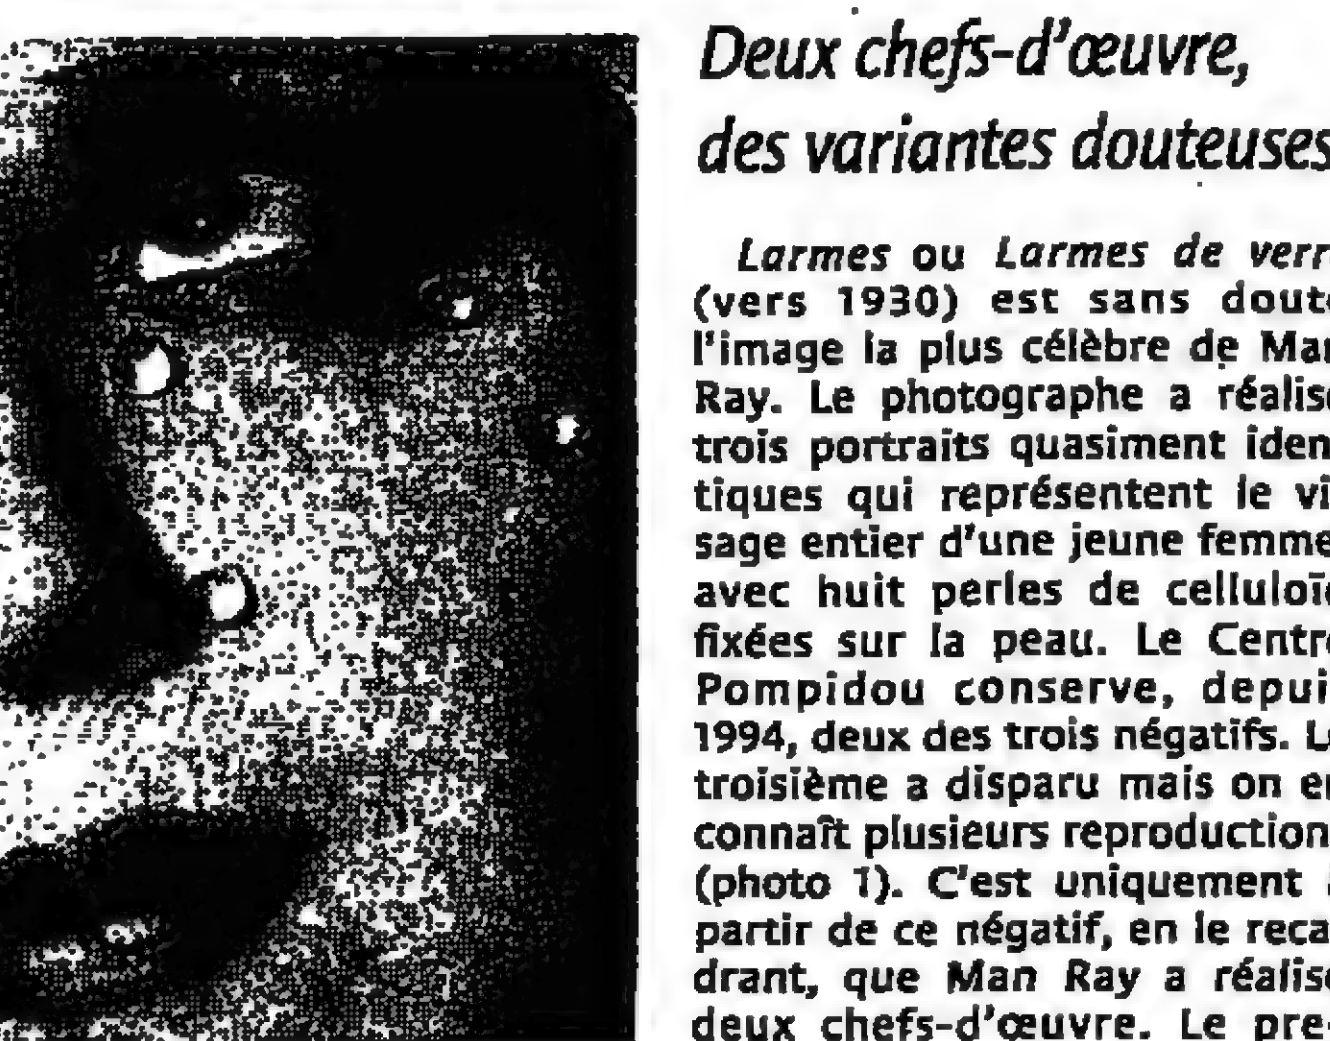 Deux chefs-d'œuvre,
des variantes douteuses
Larmes ou Larmes de verr
(vers 1930) est sans dout
l'image la plus célèbre de Ma
Ray. Le photographe a réalis
trois portraits quasiment iden
tiques qui représentent le vi
sage entier d'une jeune femme
avec huit perles de celluloï
fixées sur la peau. Le Centr
Pompidou conserve, depui
1994, deux des trois négatifs. L
troisième a disparu mais on e
connaît plusieurs reproduction
(photo 1). C'est uniquement
partir de ce négatif, en le reca
drant, que Man Ray a réalis
deux chefs-d'œuvre. Le pre-